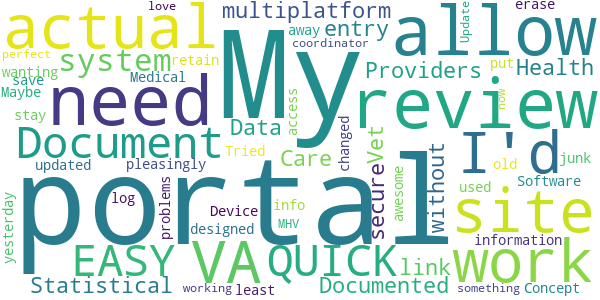 love
erase
actual
My
multiplatform
allow
Update
away
entry
perfect
retain
coordinator
system
Providers
Health
wanting
Medical
need
save
review
Maybe
put
access
now
stay
Data
Tried
changed
Vet
I'd
old
Document
Care
junk
updated
pleasingly
secure
without
portal
awesome
Software
used
log
problems
Device
info
site
yesterday
designed
MHV
information
EASY
VA
QUICK
link
work
Statistical
working
least
Documented
something
Concept